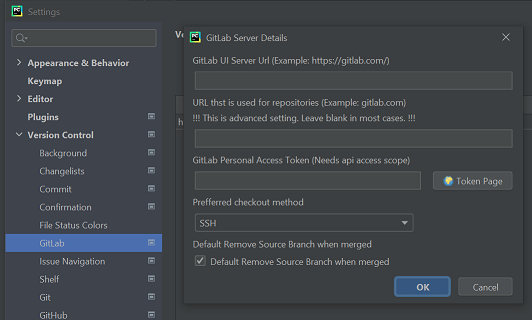 Settings
Appearance & Behavior
Keymap
Editor
Plugins
Version Control
Background
Changelists
Commit
Confirmation
File Status Colors
GitLab
Issue Navigation
Shelf
Git
GitHub
GitLab Server Details
GitLab UI Server Url (Example: https://gitlab.com/)
URL thst is used for repositories (Example: gitlab.com)
!!! This is advanced setting. Leave blank in most cases. !!!
GitLab Personal Access Token (Needs api access scope)
Token Page
Preffered checkout method
SSH
Default Remove Source Branch when merged
Default Remove Source Branch when merged
OK
Cancel